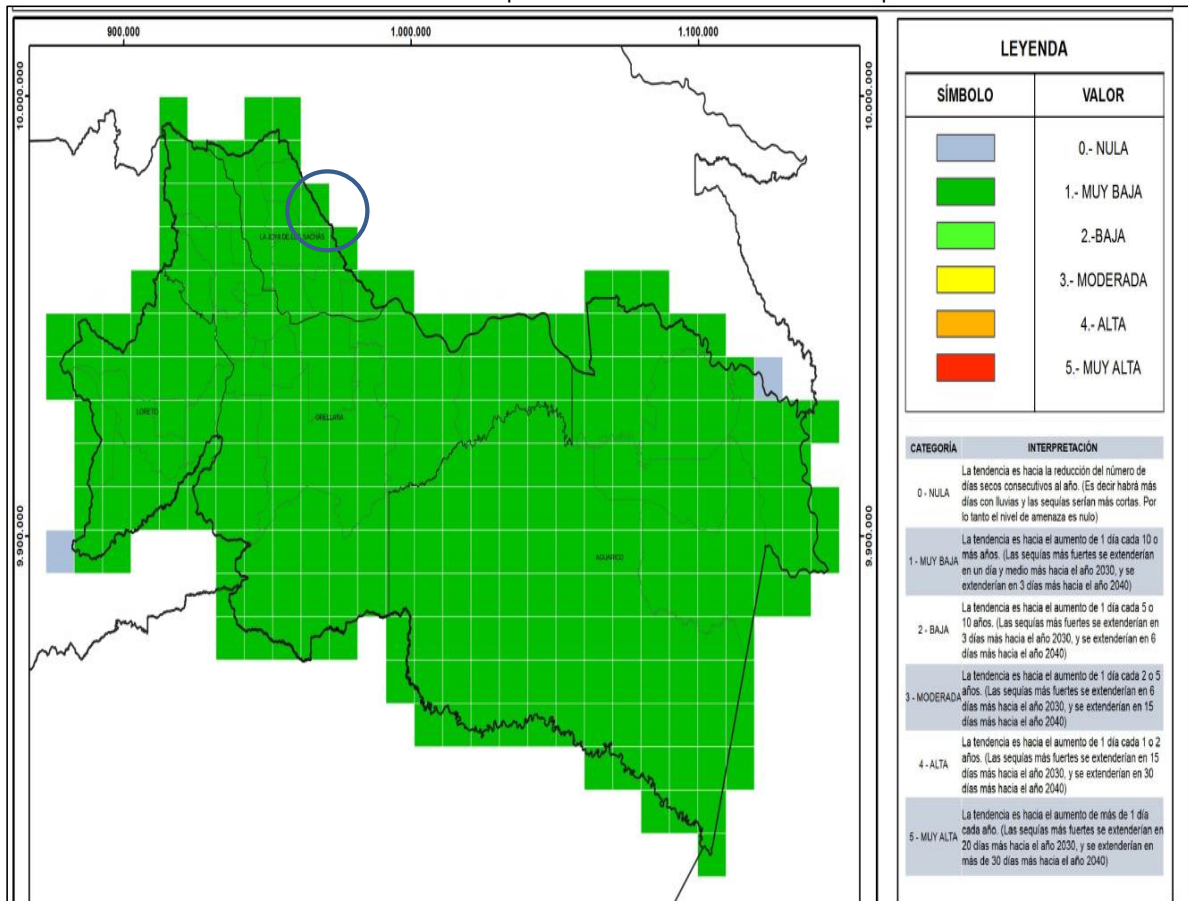 900.000
1.000.000
1.100.000
10.000.000
10.000.000
LA JOYA DE LOS SACHAS
LORETO
ORELLANA
AGUARICO
9.900.000
9.900.000
LEYENDA
SÍMBOLO VALOR
0.- NULA
1.- MUY BAJA
2.-BAJA
3.- MODERADA
4.- ALTA
5.- MUY ALTA
CATEGORÍA INTERPRETACIÓN
0 - NULA
La tendencia es hacia la reducción del número de
días secos consecutivos al año. (Es decir habrá más
días con lluvias y las sequías serían más cortas. Por
lo tanto el nivel de amenaza es nulo)
1 - MUY BAJA
La tendencia es hacia el aumento de 1 día cada 10 o
más años. (Las sequías más fuertes se extenderían
en un día y medio más hacia el año 2030, y se
extenderían en 3 días más hacia el año 2040)
2 - BAJA
La tendencia es hacia el aumento de 1 día cada 5 o
10 años. (Las sequías más fuertes se extenderían en
3 días más hacia el año 2030, y se extenderían en 6
días más hacia el año 2040)
3 - MODERADA
La tendencia es hacia el aumento de 1 día cada 2 o 5
años. (Las sequías más fuertes se extenderían en 6
días más hacia el año 2030, y se extenderían en 15
días más hacia el año 2040)
4 - ALTA
La tendencia es hacia el aumento de 1 día cada 1 o 2
años. (Las sequías más fuertes se extenderían en 15
días más hacia el año 2030, y se extenderían en 30
días más hacia el año 2040)
5 - MUY ALTA
La tendencia es hacia el aumento de más de 1 día
cada año. (Las sequías más fuertes se extenderían en
20 días más hacia el año 2030, y se extenderían en
más de 30 días más hacia el año 2040)